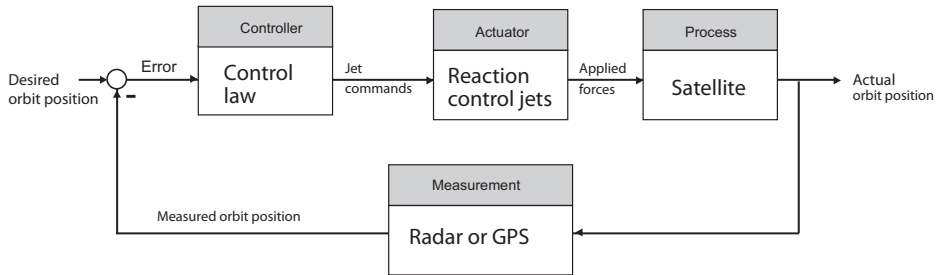 Controller
Actuator
Process
Desired
orbit position
Error
Control
law
Jet
commands
Reaction
control jets
Applied
forces
Satellite
Actual
orbit position
-
Measurement
Measured orbit position
Radar or GPS